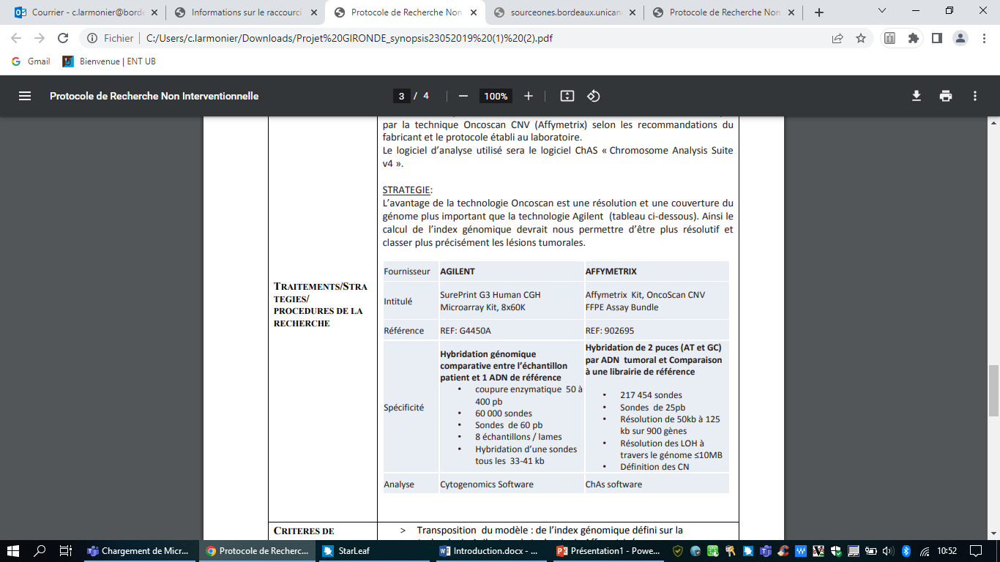 Courrier - c.larmonier@borde
Informations sur le raccourci
Protocole de Recherche Non
sourceones.bordeaux.unican
Protocole de Recherche Non
Fichier
C:/Users/c.larmonier/Downloads/Projet%20GIRONDE_synopsis23052019%20(1)%20(2).pdf
Gmail
Bienvenue | ENT UB
Protocole de Recherche Non Interventionnelle
3 / 4
100%
par la technique Oncoscan CNV (Affymetrix) selon les recommandations du
fabricant et le protocole établi au laboratoire.
Le logiciel d'analyse utilisé sera le logiciel ChAS « Chromosome Analysis Suite
v4 ».
STRATEGIE:
L'avantage de la technologie Oncoscan est une résolution et une couverture du
génome plus important que la technologie Agilent (tableau ci-dessous). Ainsi le
calcul de l'index génomique devrait nous permettre d'être plus résolutif et
classer plus précisément les lésions tumorales.
TRAITEMENTS/STRA
TEGIES/
PROCEDURES DE LA
RECHERCHE
Fournisseur
AGILENT
AFFYMETRIX
Intitulé
SurePrint G3 Human CGH
Microarray Kit, 8x60K
Affymetrix Kit, OncoScan CNV
FFPE Assay Bundle
Référence
REF: G4450A
REF: 902695
Spécificité
Hybridation génomique
comparative entre l'échantillon
patient et 1 ADN de référence
• coupure enzymatique 50 à
400 pb
• 60 000 sondes
• Sondes de 60 pb
• 8 échantillons / lames
• Hybridation d'une sondes
tous les 33-41 kb
Hybridation de 2 puces (AT et GC)
par ADN tumoral et Comparaison
à une librairie de référence
• 217 454 sondes
• Sondes de 25pb
• Résolution de 50kb à 125
kb sur 900 gènes
• Résolution des LOH à
travers le génome ≤10MB
• Définition des CN
Analyse
Cytogenomics Software
ChAs software
CRITERES DE
> Transposition du modèle : de l'index génomique défini sur la
Chargement de Micr...
Protocole de Recherc...
StarLeaf
Introduction.docx - ...
Présentation1 - Powe...
10:52